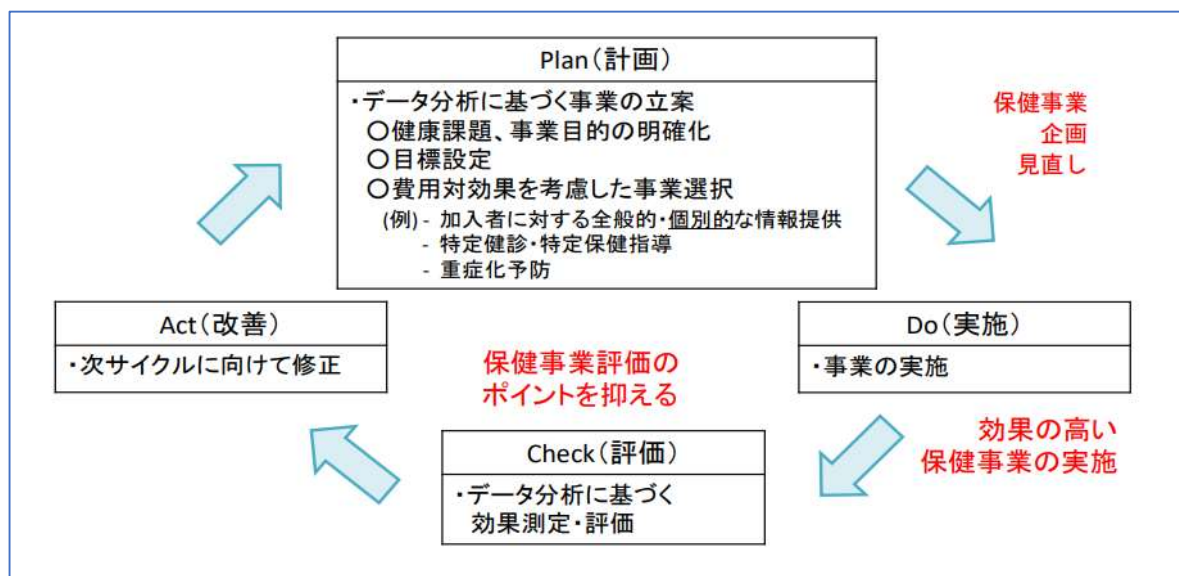 Plan(計画)
・データ分析に基づく事業の立案
〇健康課題、事業目的の明確化
〇目標設定
〇費用対効果を考慮した事業選択
(例) - 加入者に対する全般的・個別的な情報提供
- 特定健診・特定保健指導
- 重症化予防
保健事業
企画
見直し
Act(改善)
・次サイクルに向けて修正
保健事業評価の
ポイントを抑える
Do(実施)
・事業の実施
効果の高い
保健事業の実施
Check(評価)
・データ分析に基づく
効果測定・評価